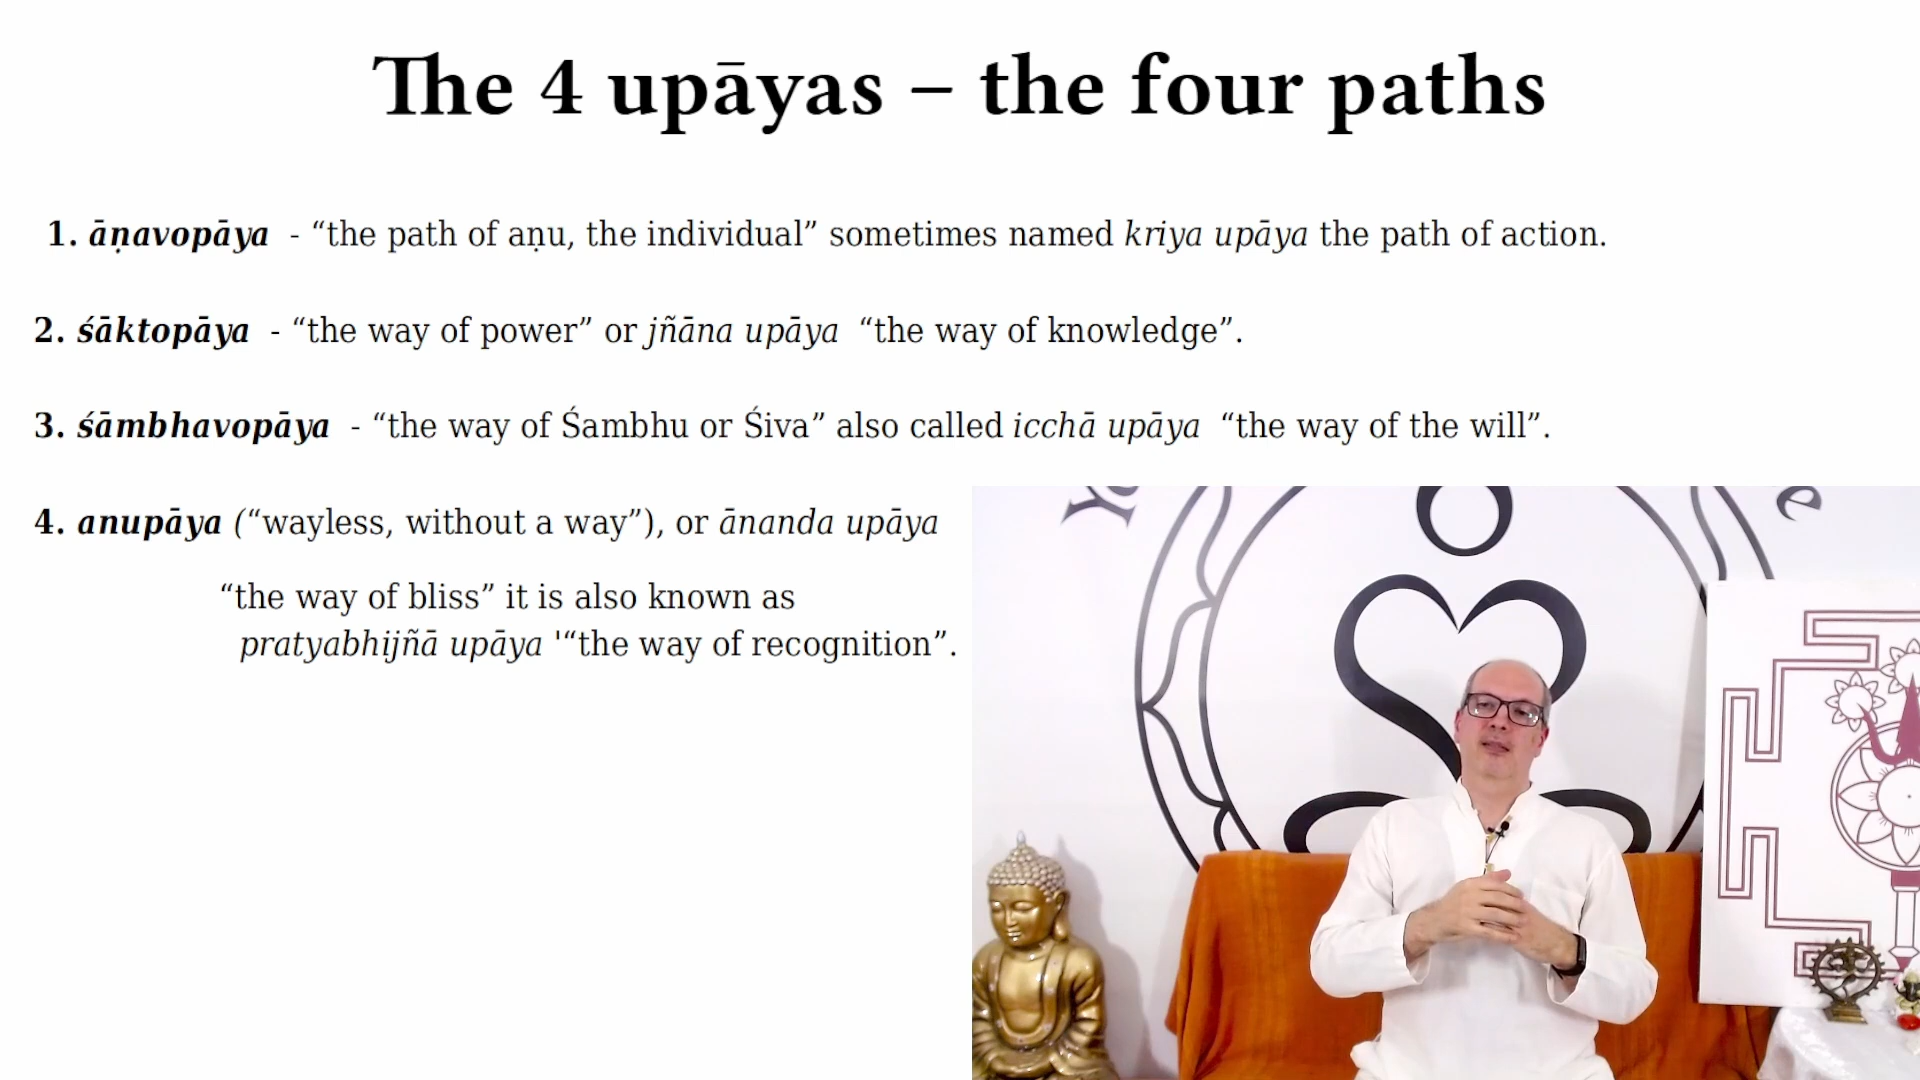 The 4 upāyas – the four paths
1. āṇavopāya - “the path of aṇu, the individual” sometimes named kriya upāya the path of action.
2. śāktopāya - “the way of power” or jñāna upāya “the way of knowledge”.
3. śāmbhavopāya - “the way of Śambhu or Śiva” also called icchā upāya “the way of the will”.
4. anupāya (“wayless, without a way”), or ānanda upāya
“the way of bliss” it is also known as
pratyabhijñā upāya '“the way of recognition”.